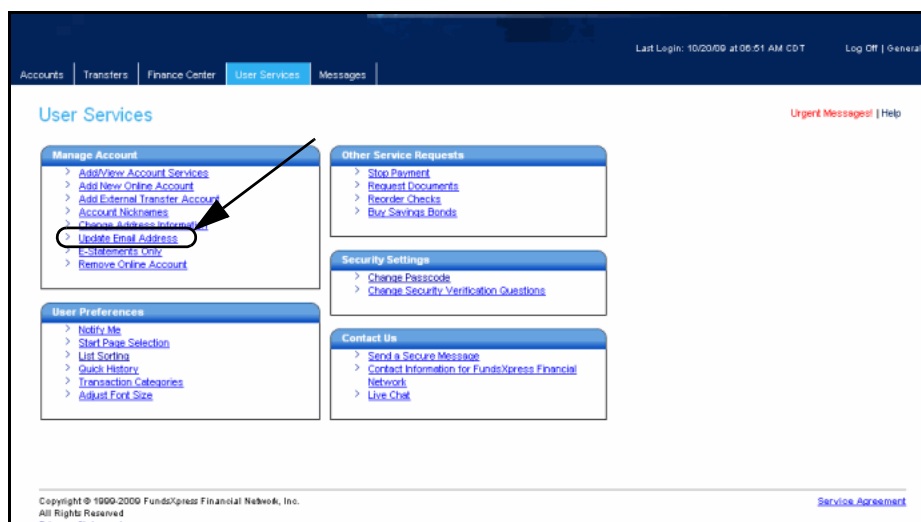 Last Login: 10/20/09 at 06:51 AM CDT Log Off | General
Accounts Transfers Finance Center User Services Messages
User Services
Urgent Messages! | Help
Manage Account
> Add/View Account Services
> Add New Online Account
> Add External Transfer Account
> Account Nicknames
> Change Address Information
> Update Email Address
> E-Statements Only
> Remove Online Account
User Preferences
> Notify Me
> Start Page Selection
> List Sorting
> Quick History
> Transaction Categories
> Adjust Font Size
Other Service Requests
> Stop Payment
> Request Documents
> Reorder Checks
> Buy Savings Bonds
Security Settings
> Change Passcode
> Change Security Verification Questions
Contact Us
> Send a Secure Message
> Contact Information for FundsXpress Financial
Network
> Live Chat
Copyright © 1999-2009 FundsXpress Financial Network, Inc.
All Rights Reserved
Service Agreement